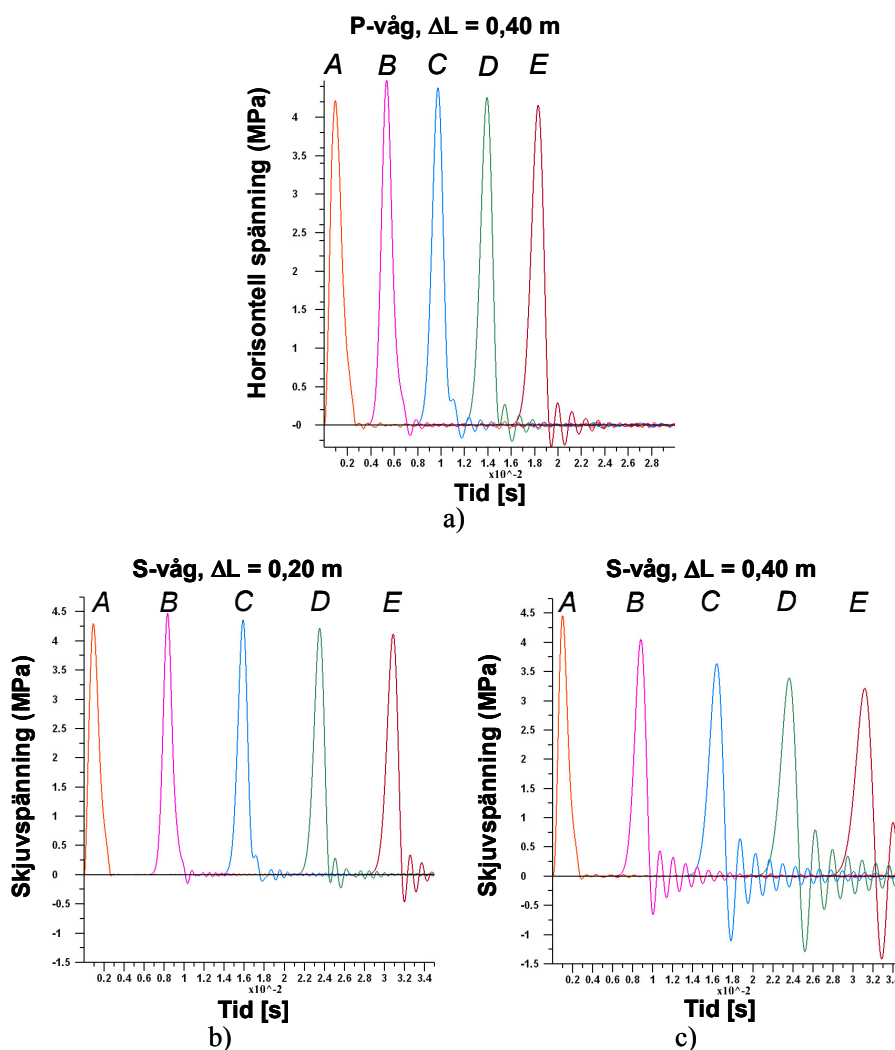 P-våg, ΔL = 0,40 m
A B C D E
Horisontell spänning (MPa)
4
3.5
3
2.5
2
1.5
1
0.5
-0
0.2 0.4 0.6 0.8 1 1.2 1.4 1.6 1.8 2 2.2 2.4 2.6 2.8
x10^-2
Tid [s]
a)
S-våg, ΔL = 0,20 m
A B C D E
Skjuvspänning (MPa)
4.5
4
3.5
3
2.5
2
1.5
1
0.5
0
-0.5
-1
-1.5
0.2 0.4 0.6 0.8 1 1.2 1.4 1.6 1.8 2 2.2 2.4 2.6 2.8 3 3.2 3.4
x10^-2
Tid [s]
b)
S-våg, ΔL = 0,40 m
A B C D E
Skjuvspänning (MPa)
4.5
4
3.5
3
2.5
2
1.5
1
0.5
0
-0.5
-1
-1.5
0.2 0.4 0.6 0.8 1 1.2 1.4 1.6 1.8 2 2.2 2.4 2.6 2.8 3 3.2
x10^-2
Tid [s]
c)